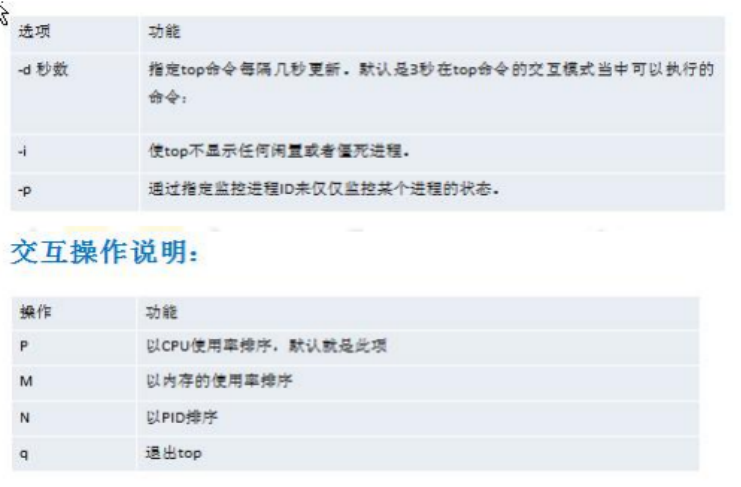 选项 功能
-d 秒数 指定top命令每隔几秒更新。默认是3秒在top命令的交互模式当中可以执行的
命令：
-i 使top不显示任何闲置或者僵死进程。
-p 通过指定监控进程ID来仅仅监控某个进程的状态。
交互操作说明：
操作 功能
P 以CPU使用率排序，默认就是此项
M 以内存的使用率排序
N 以PID排序
q 退出top